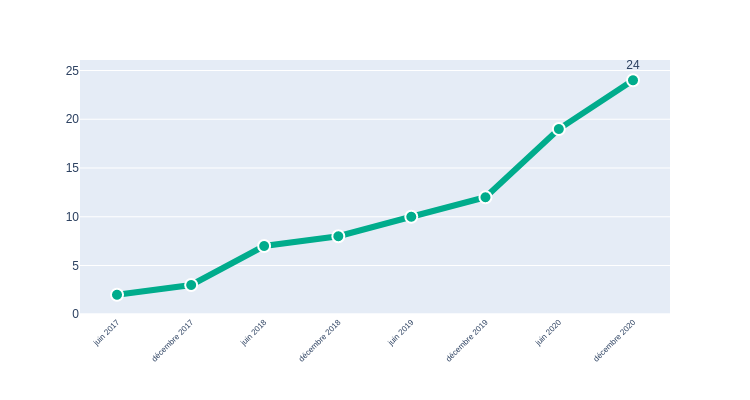 24
25
20
15
10
5
0
juin 2017
décembre 2017
juin 2018
décembre 2018
juin 2019
décembre 2019
juin 2020
décembre 2020